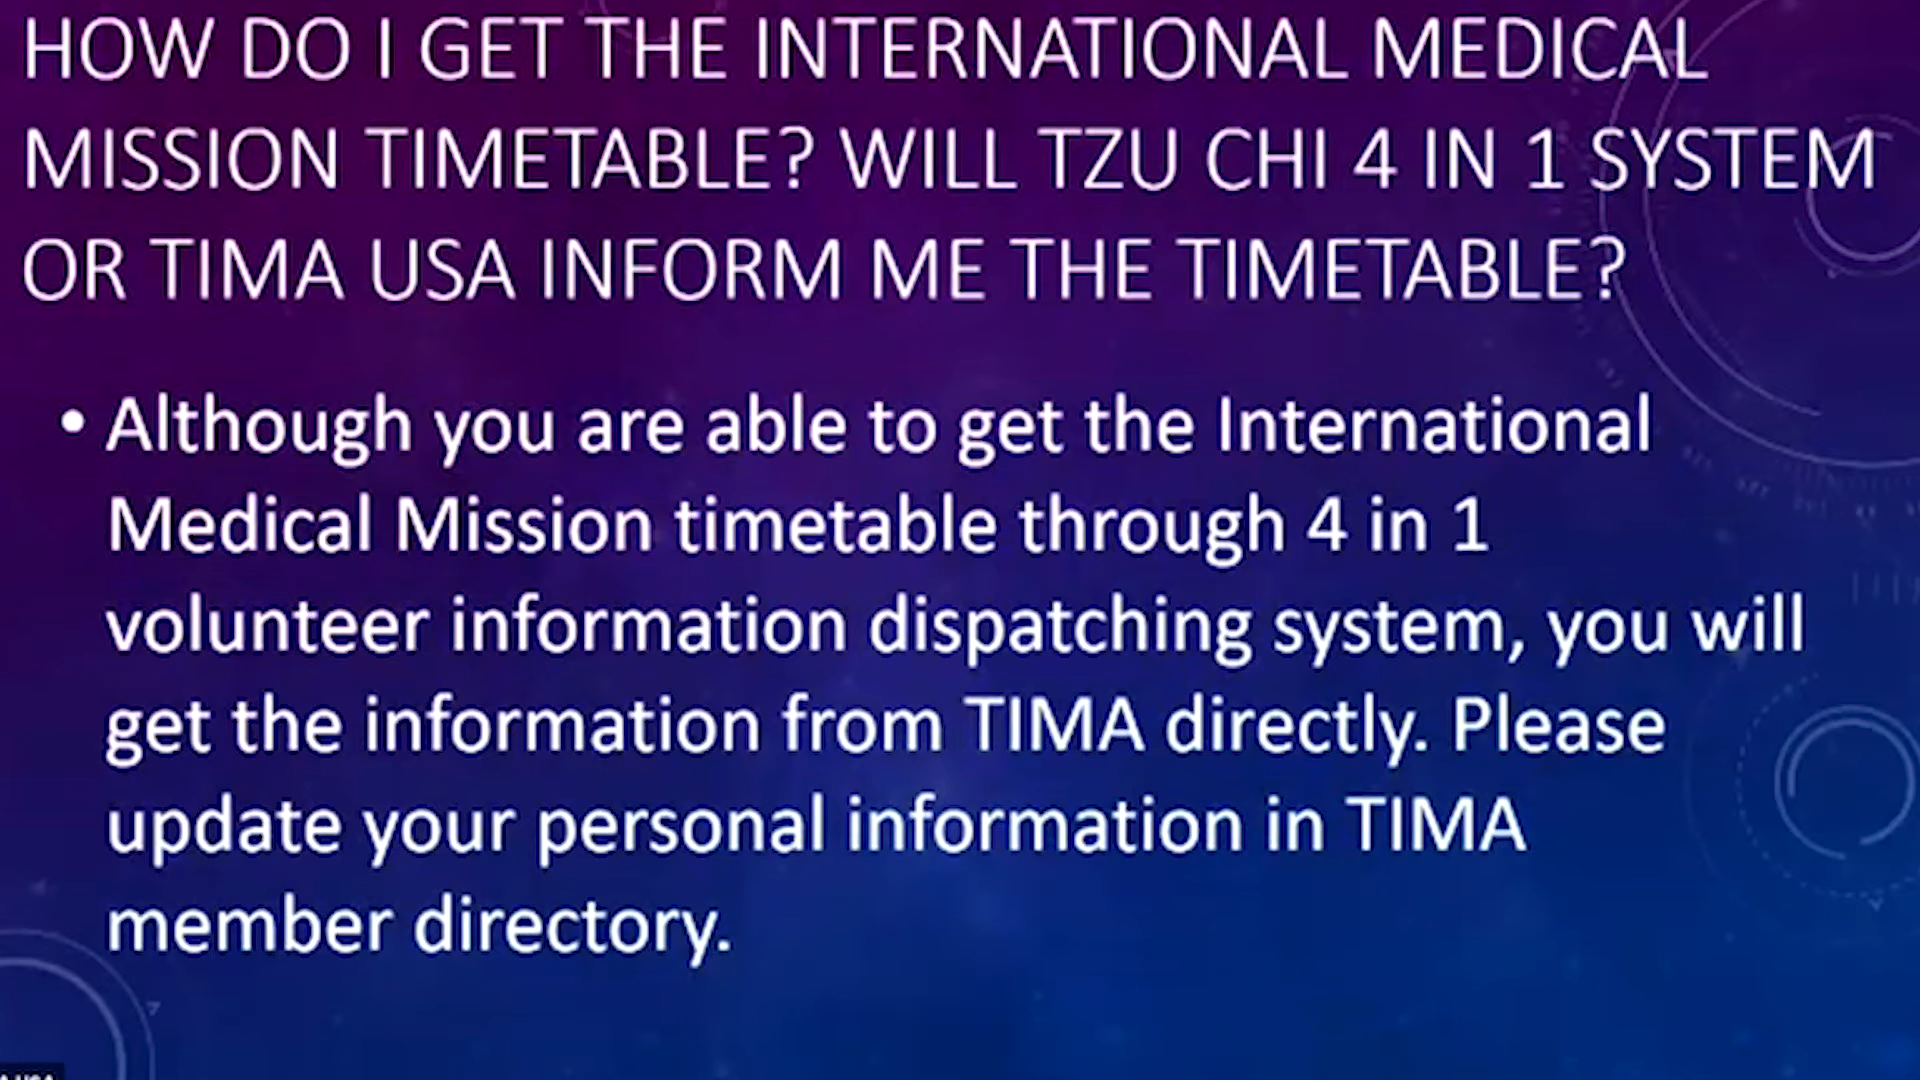 HOW DO I GET THE INTERNATIONAL MEDICAL
MISSION TIMETABLE? WILL TZU CHI 4 IN 1 SYSTEM
OR TIMA USA INFORM ME THE TIMETABLE?
• Although you are able to get the International
Medical Mission timetable through 4 in 1
volunteer information dispatching system, you will
get the information from TIMA directly. Please
update your personal information in TIMA
member directory.